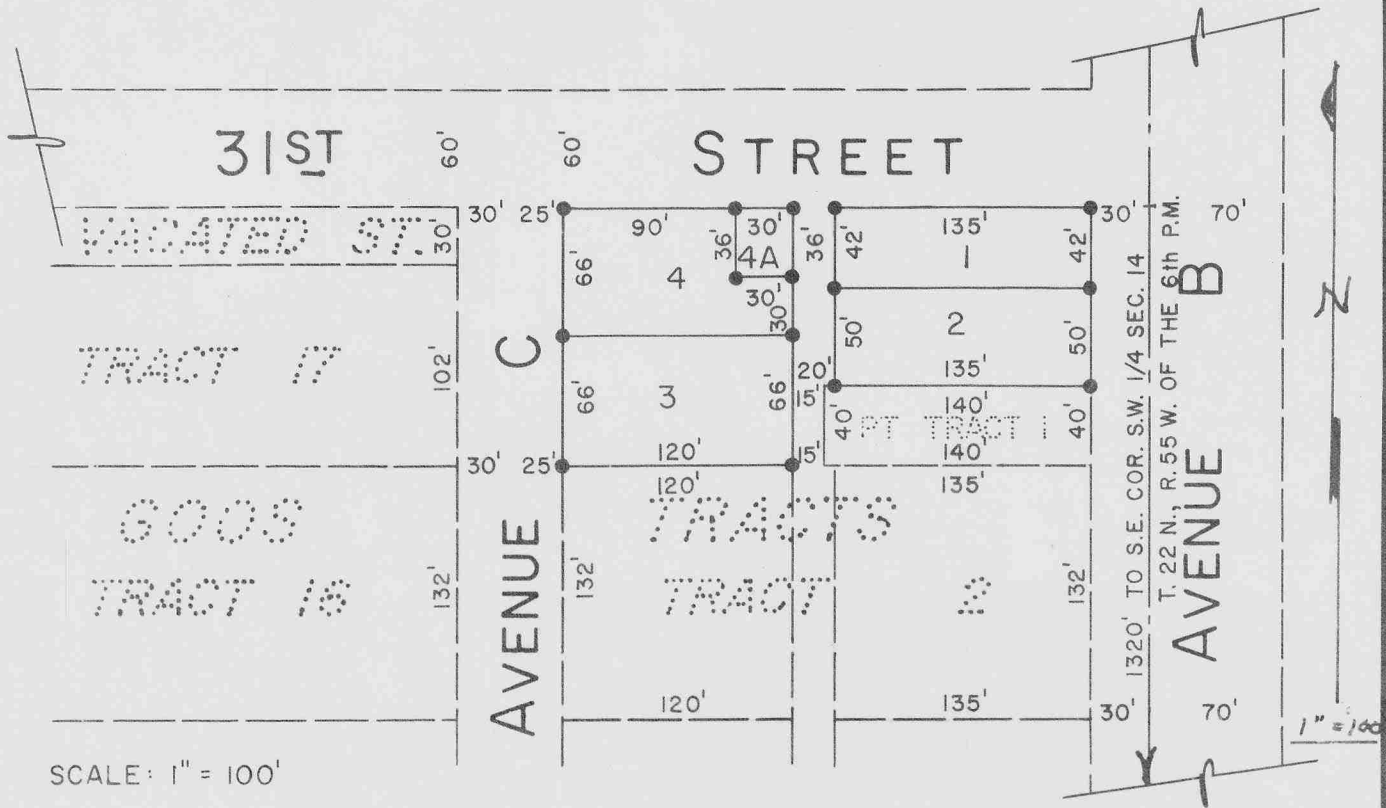 31ST STREET
60' 60'
VACATED ST. 30'
30' 25' 90' 30' 36' 135' 30' 70'
66' 36' 4A 42' 1 42'
4 30'
30'
TRACT 17 102'
AVENUE C
50' 2 50'
20' 135'
66' 3 66' 15' 140'
40' PT TRACT 1 40'
30' 25' 120' 15' 140'
120' 135'
GOOS TRACTS
TRACT 16 132' 132' TRACT 2 132'
120' 135' 30' 70'
1320' TO S.E. COR. S.W. 1/4 SEC. 14
T. 22 N., R. 55 W. OF THE 6th P.M.
AVENUE B
N
1" = 100
SCALE: 1" = 100'